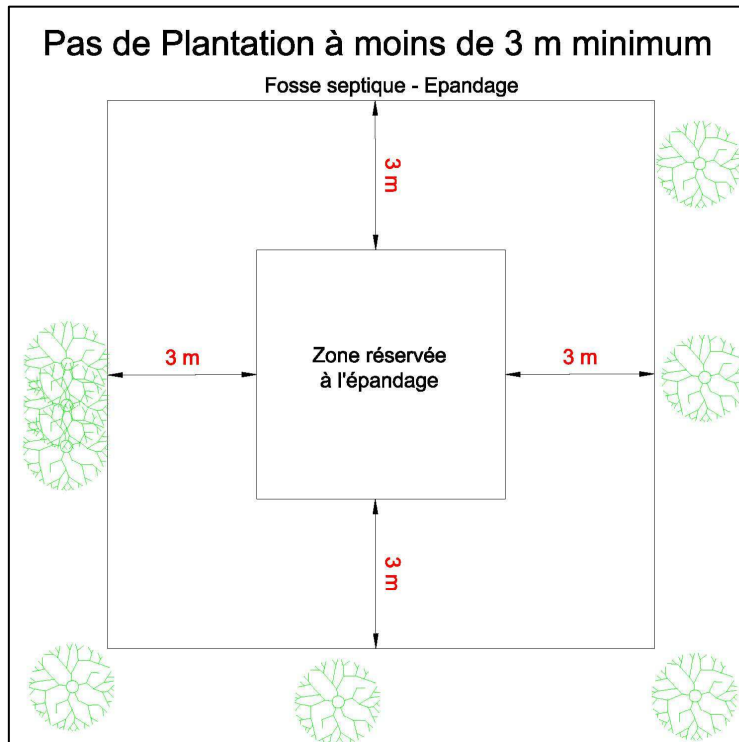 Pas de Plantation à moins de 3 m minimum
Fosse septique - Epandage
3 m
3 m
Zone réservée
à l'épandage
3 m
3 m